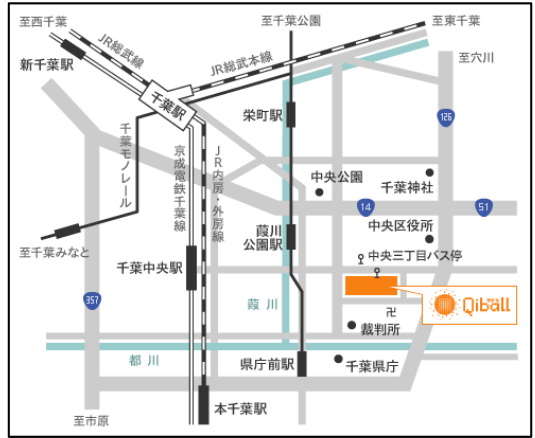 至西千葉
至千葉公園
至東千葉
JR総武線
JR総武本線
新千葉駅
至穴川
千葉駅
栄町駅
126
千葉モノレール
京成電鉄千葉線
JR内房・外房線
中央公園
千葉神社
14
51
葭川
公園駅
中央区役所
至千葉みなと
千葉中央駅
中央三丁目バス停
357
葭川
Qiball
卍
裁判所
都川
県庁前駅
千葉県庁
本千葉駅
至市原